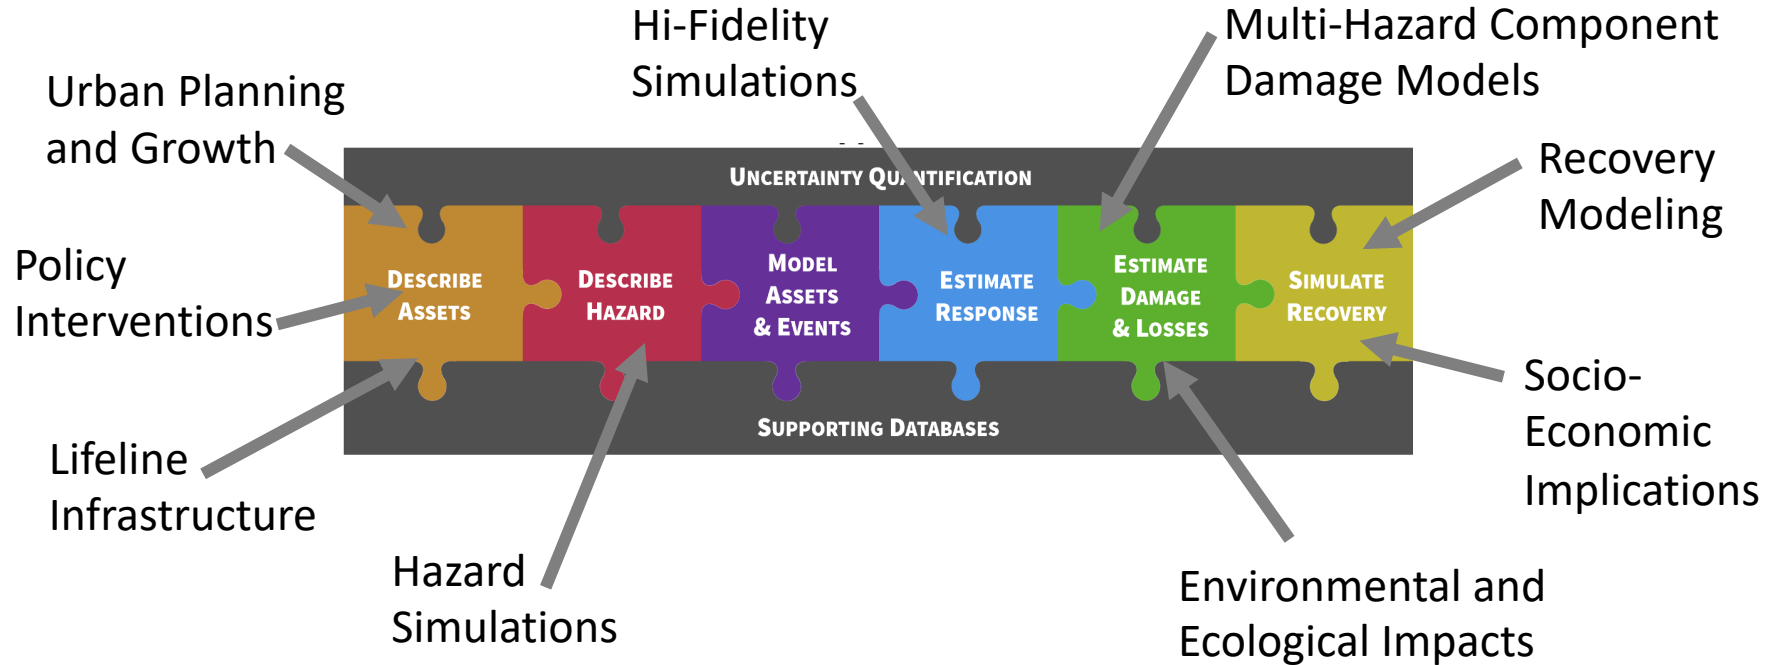 Hi-Fidelity
Simulations
Multi-Hazard Component
Damage Models
Urban Planning
and Growth
Recovery
Modeling
UNCERTAINTY QUANTIFICATION
Policy
Interventions
DESCRIBE
ASSETS
DESCRIBE
HAZARD
MODEL
ASSETS
& EVENTS
ESTIMATE
RESPONSE
ESTIMATE
DAMAGE
& LOSSES
SIMULATE
RECOVERY
Socio-
Economic
Implications
SUPPORTING DATABASES
Lifeline
Infrastructure
Hazard
Simulations
Environmental and
Ecological Impacts